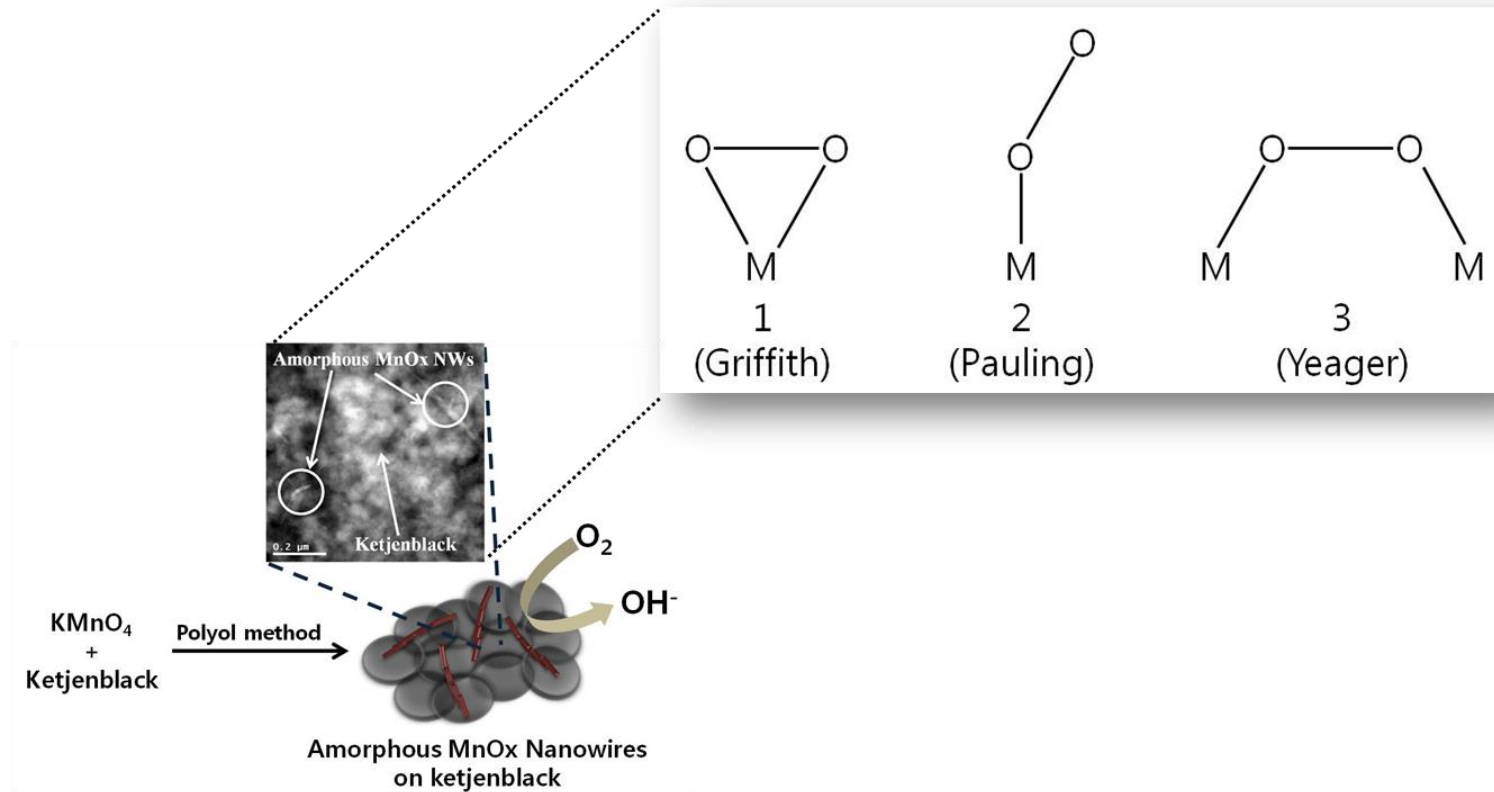 O
O O
O
O O
M
M
M M
1
(Griffith)
2
(Pauling)
3
(Yeager)
Amorphous MnOx NWs
Ketjenblack
0.2 μm
O₂
OH⁻
KMnO₄
+
Ketjenblack
Polyol method
Amorphous MnOx Nanowires
on ketjenblack